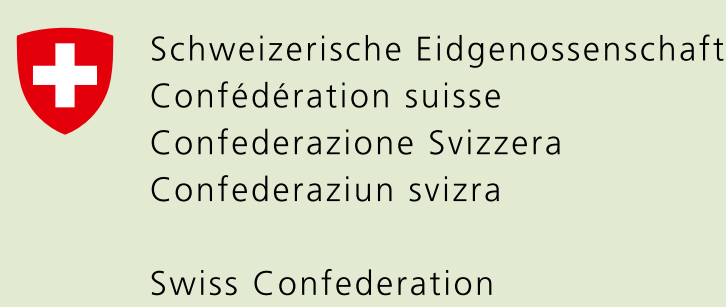 Schweizerische Eidgenossenschaft
Confédération suisse
Confederazione Svizzera
Confederaziun svizra
Swiss Confederation